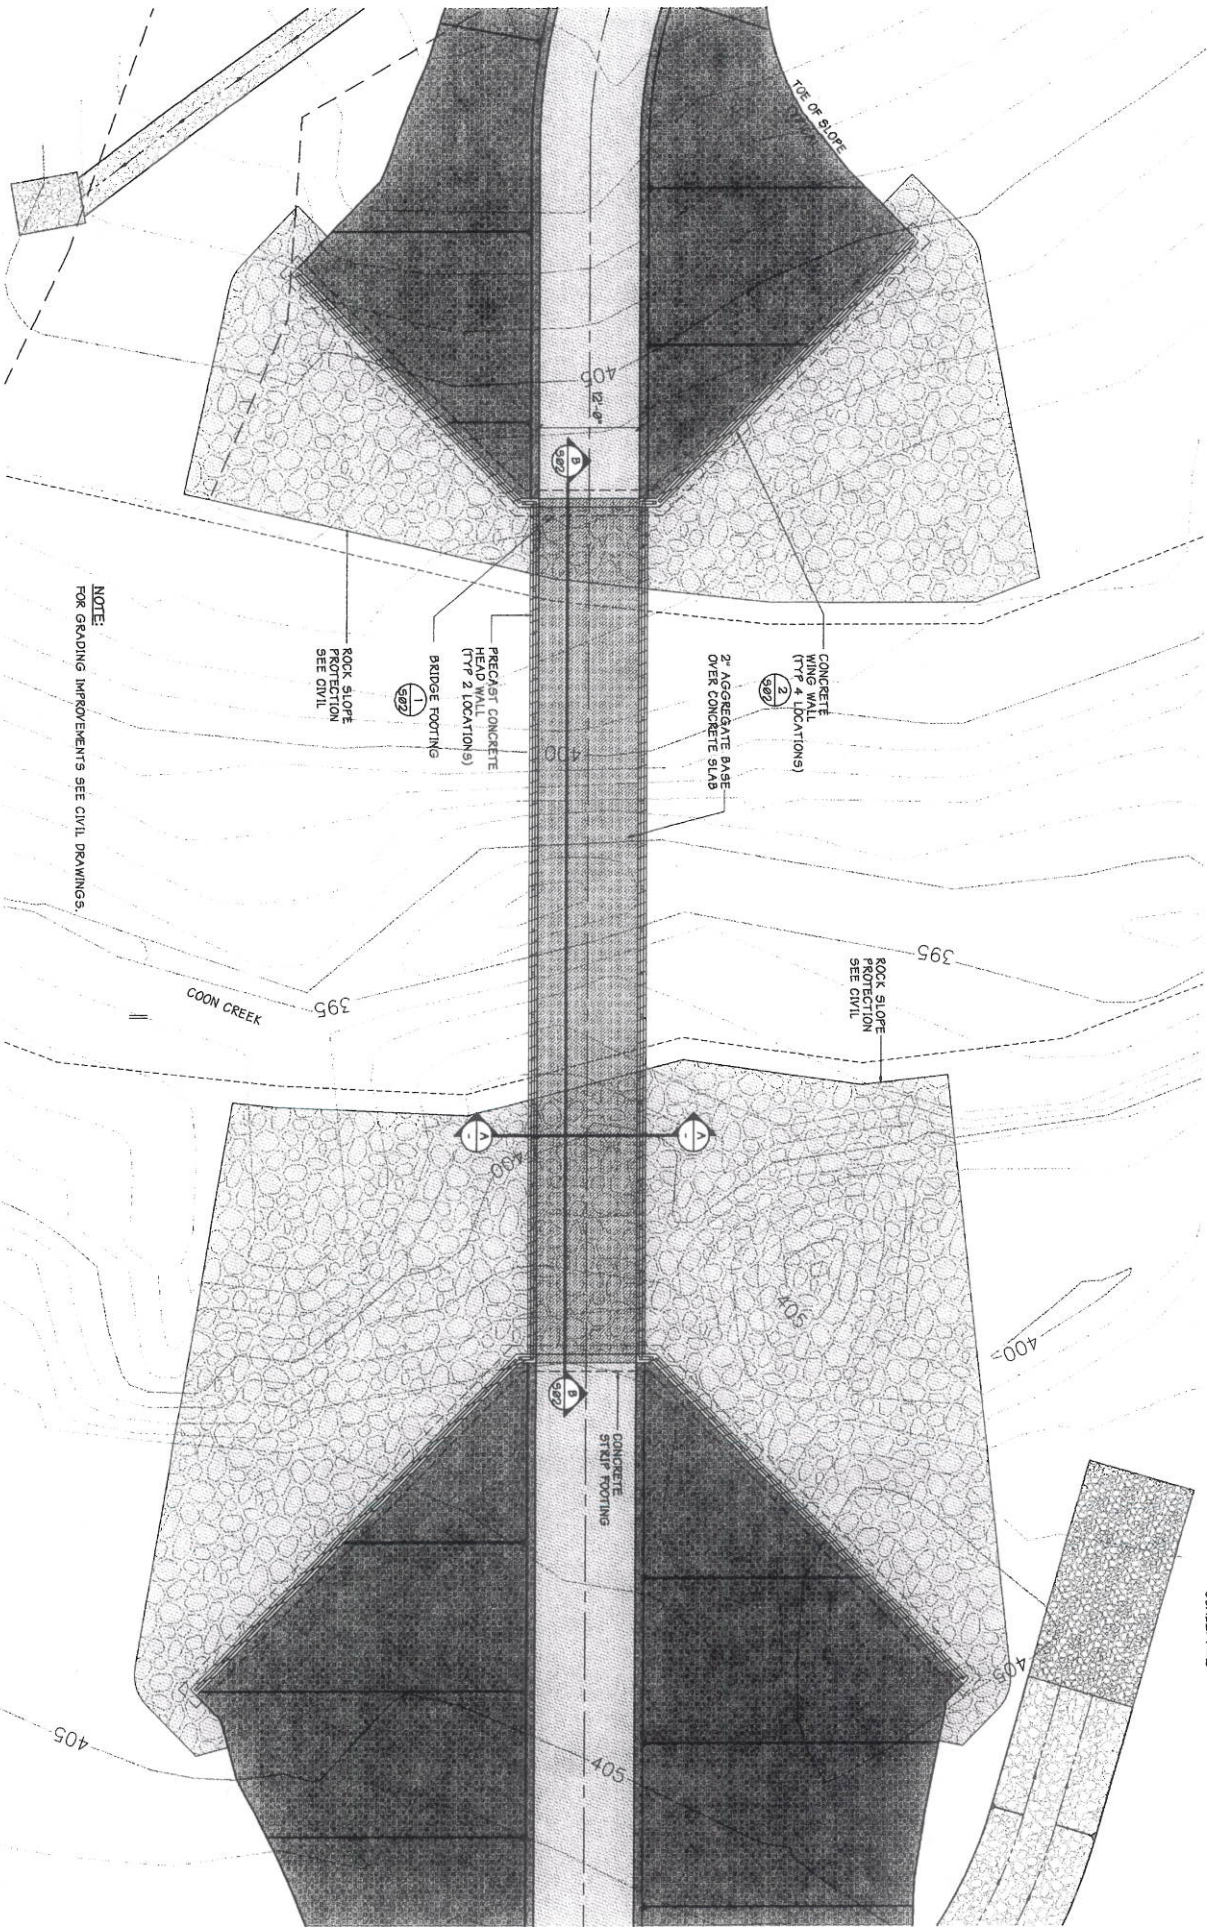 TOE OF SLOPE
405
12'-0"
B
S02
CONCRETE
WING WALL
(TYP 4 LOCATIONS)
2
S02
2" AGGREGATE BASE
OVER CONCRETE SLAB
PRECAST CONCRETE
HEAD WALL
(TYP 2 LOCATIONS)
BRIDGE FOOTING
1
S02
ROCK SLOPE
PROTECTION
SEE CIVIL
NOTE:
FOR GRADING IMPROVEMENTS SEE CIVIL DRAWINGS.
400
395
ROCK SLOPE
PROTECTION
SEE CIVIL
395
COON CREEK
A
-
A
-
400
405
400
B
S02
CONCRETE
STRIP FOOTING
405
405
405